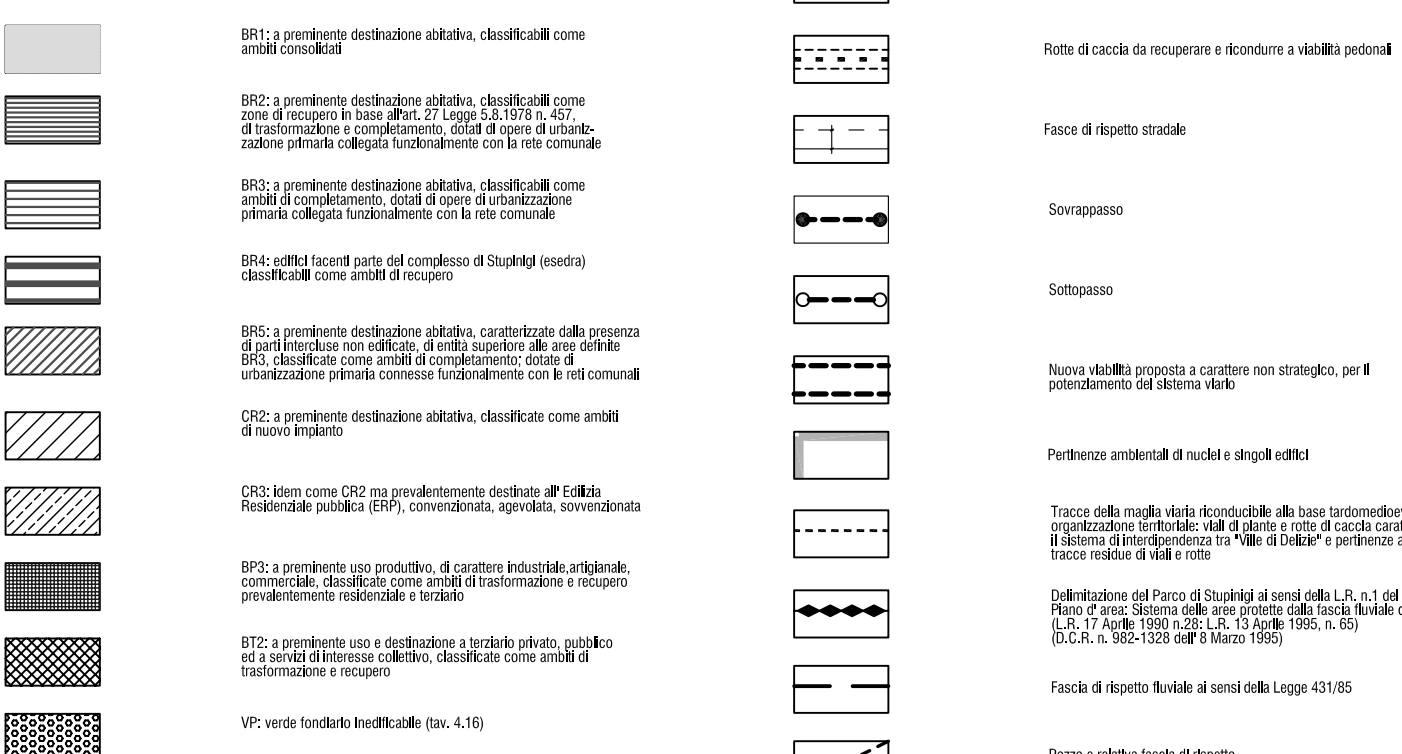 BR1: a preminente destinazione abitativa, classificabili come
ambiti consolidati
BR2: a preminente destinazione abitativa, classificabili come
zone di recupero in base all'art. 27 Legge 5.8.1978 n. 457,
di trasformazione e completamento, dotati di opere di urbaniz-
zazione primaria collegata funzionalmente con la rete comunale
BR3: a preminente destinazione abitativa, classificabili come
ambiti di completamento, dotati di opere di urbanizzazione
primaria collegata funzionalmente con la rete comunale
BR4: edifici facenti parte del complesso di Stupinigi (esedra)
classificabili come ambiti di recupero
BR5: a preminente destinazione abitativa, caratterizzate dalla presenza
di parti intercluse non edificate, di entità superiore alle aree definite
BR3, classificate come ambiti di completamento; dotate di
urbanizzazione primaria connesse funzionalmente con le reti comunali
CR2: a preminente destinazione abitativa, classificate come ambiti
di nuovo impianto
CR3: idem come CR2 ma prevalentemente destinate all' Edilizia
Residenziale pubblica (ERP), convenzionata, agevolata, sovvenzionata
BP3: a preminente uso produttivo, di carattere industriale,artigianale,
commerciale, classificate come ambiti di trasformazione e recupero
prevalentemente residenziale e terziario
BT2: a preminente uso e destinazione a terziario privato, pubblico
ed a servizi di interesse collettivo, classificate come ambiti di
trasformazione e recupero
VP: verde fondiario inedificabile (tav. 4.16)
Rotte di caccia da recuperare e ricondurre a viabilità pedonali
Fasce di rispetto stradale
Sovrappasso
Sottopasso
Nuova viabilità proposta a carattere non strategico, per il
potenziamento del sistema viario
Pertinenze ambientali di nuclei e singoli edifici
Tracce della maglia viaria riconducibile alla base tardomedioev
organizzazione territoriale: viali di piante e rotte di caccia carat
il sistema di interdipendenza tra "Ville di Delizie" e pertinenze a
tracce residue di viali e rotte
Delimitazione del Parco di Stupinigi ai sensi della L.R. n.1 del
Piano d' area: Sistema delle aree protette dalla fascia fluviale d
(L.R. 17 Aprile 1990 n.28: L.R. 13 Aprile 1995, n. 65)
(D.C.R. n. 982-1328 dell' 8 Marzo 1995)
Fascia di rispetto fluviale ai sensi della Legge 431/85
Pozzo e relativa fascia di rispetto